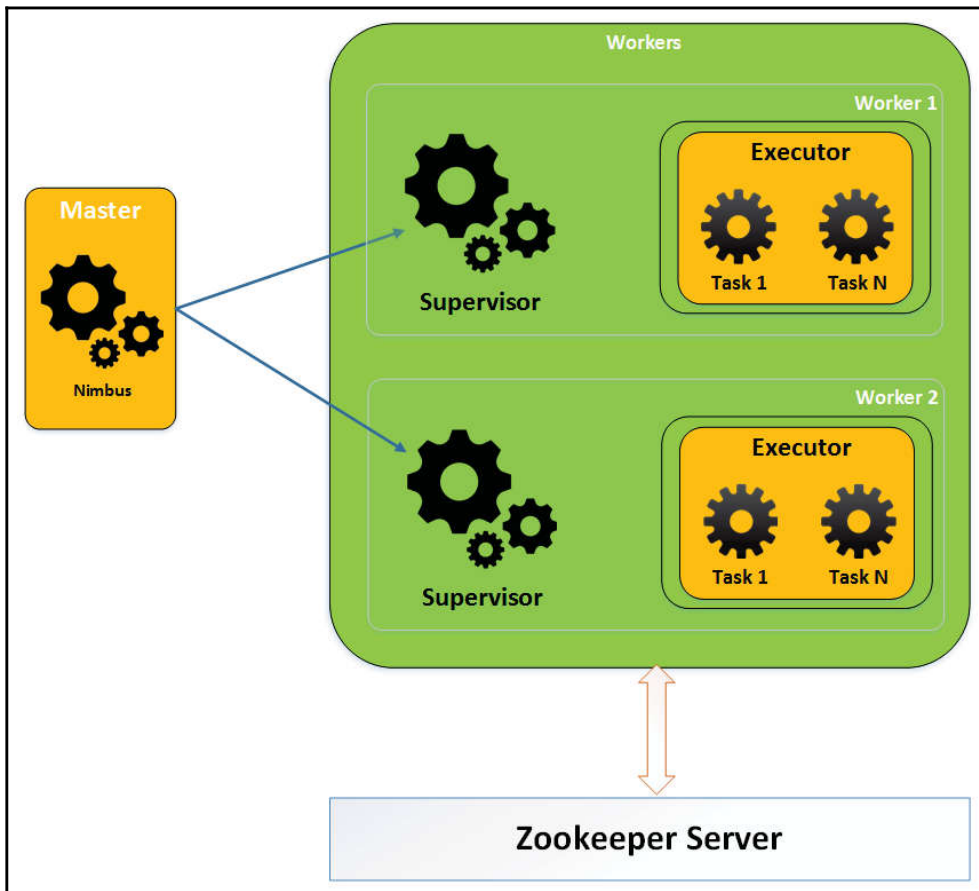 Workers
Worker 1
Executor
Task 1 Task N
Supervisor
Master
Nimbus
Worker 2
Executor
Task 1 Task N
Supervisor
Zookeeper Server